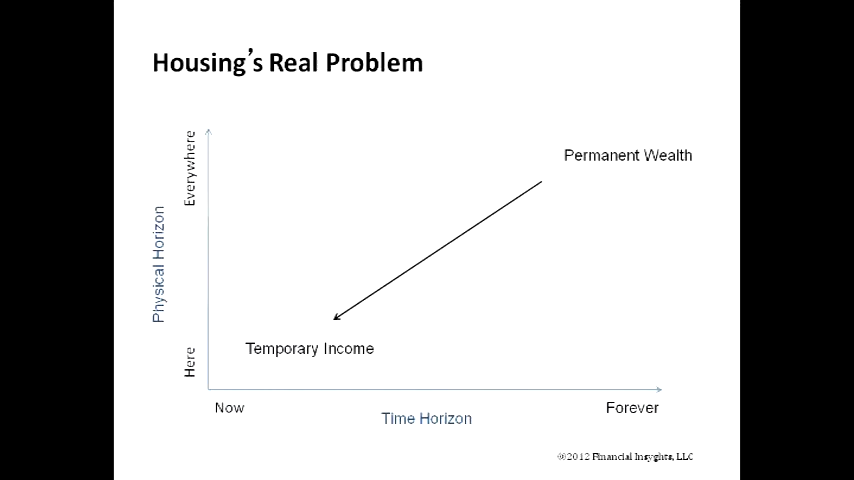 Housing's Real Problem
Everywhere
Permanent Wealth
Physical Horizon
Temporary Income
Here
Now
Forever
Time Horizon
©2012 Financial Insyghts, LLC